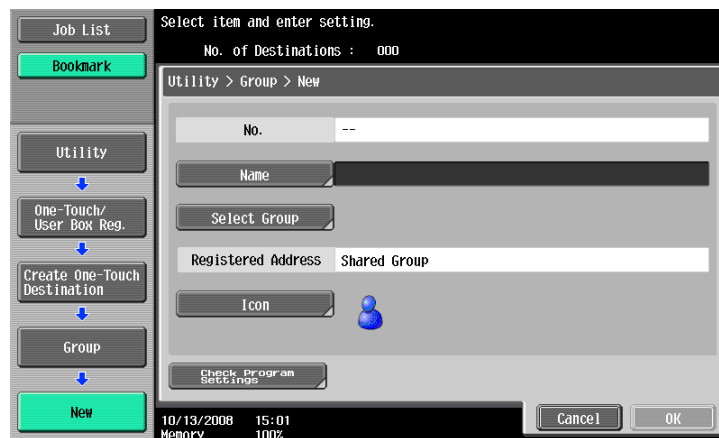 Job List
Bookmark
Select item and enter setting.
No. of Destinations : 000
Utility > Group > New
No.
--
Utility
Name
One-Touch/
User Box Reg.
Select Group
Create One-Touch
Destination
Registered Address
Shared Group
Icon
Group
Check Program
Settings
New
10/13/2008 15:01
Memory 100%
Cancel
OK